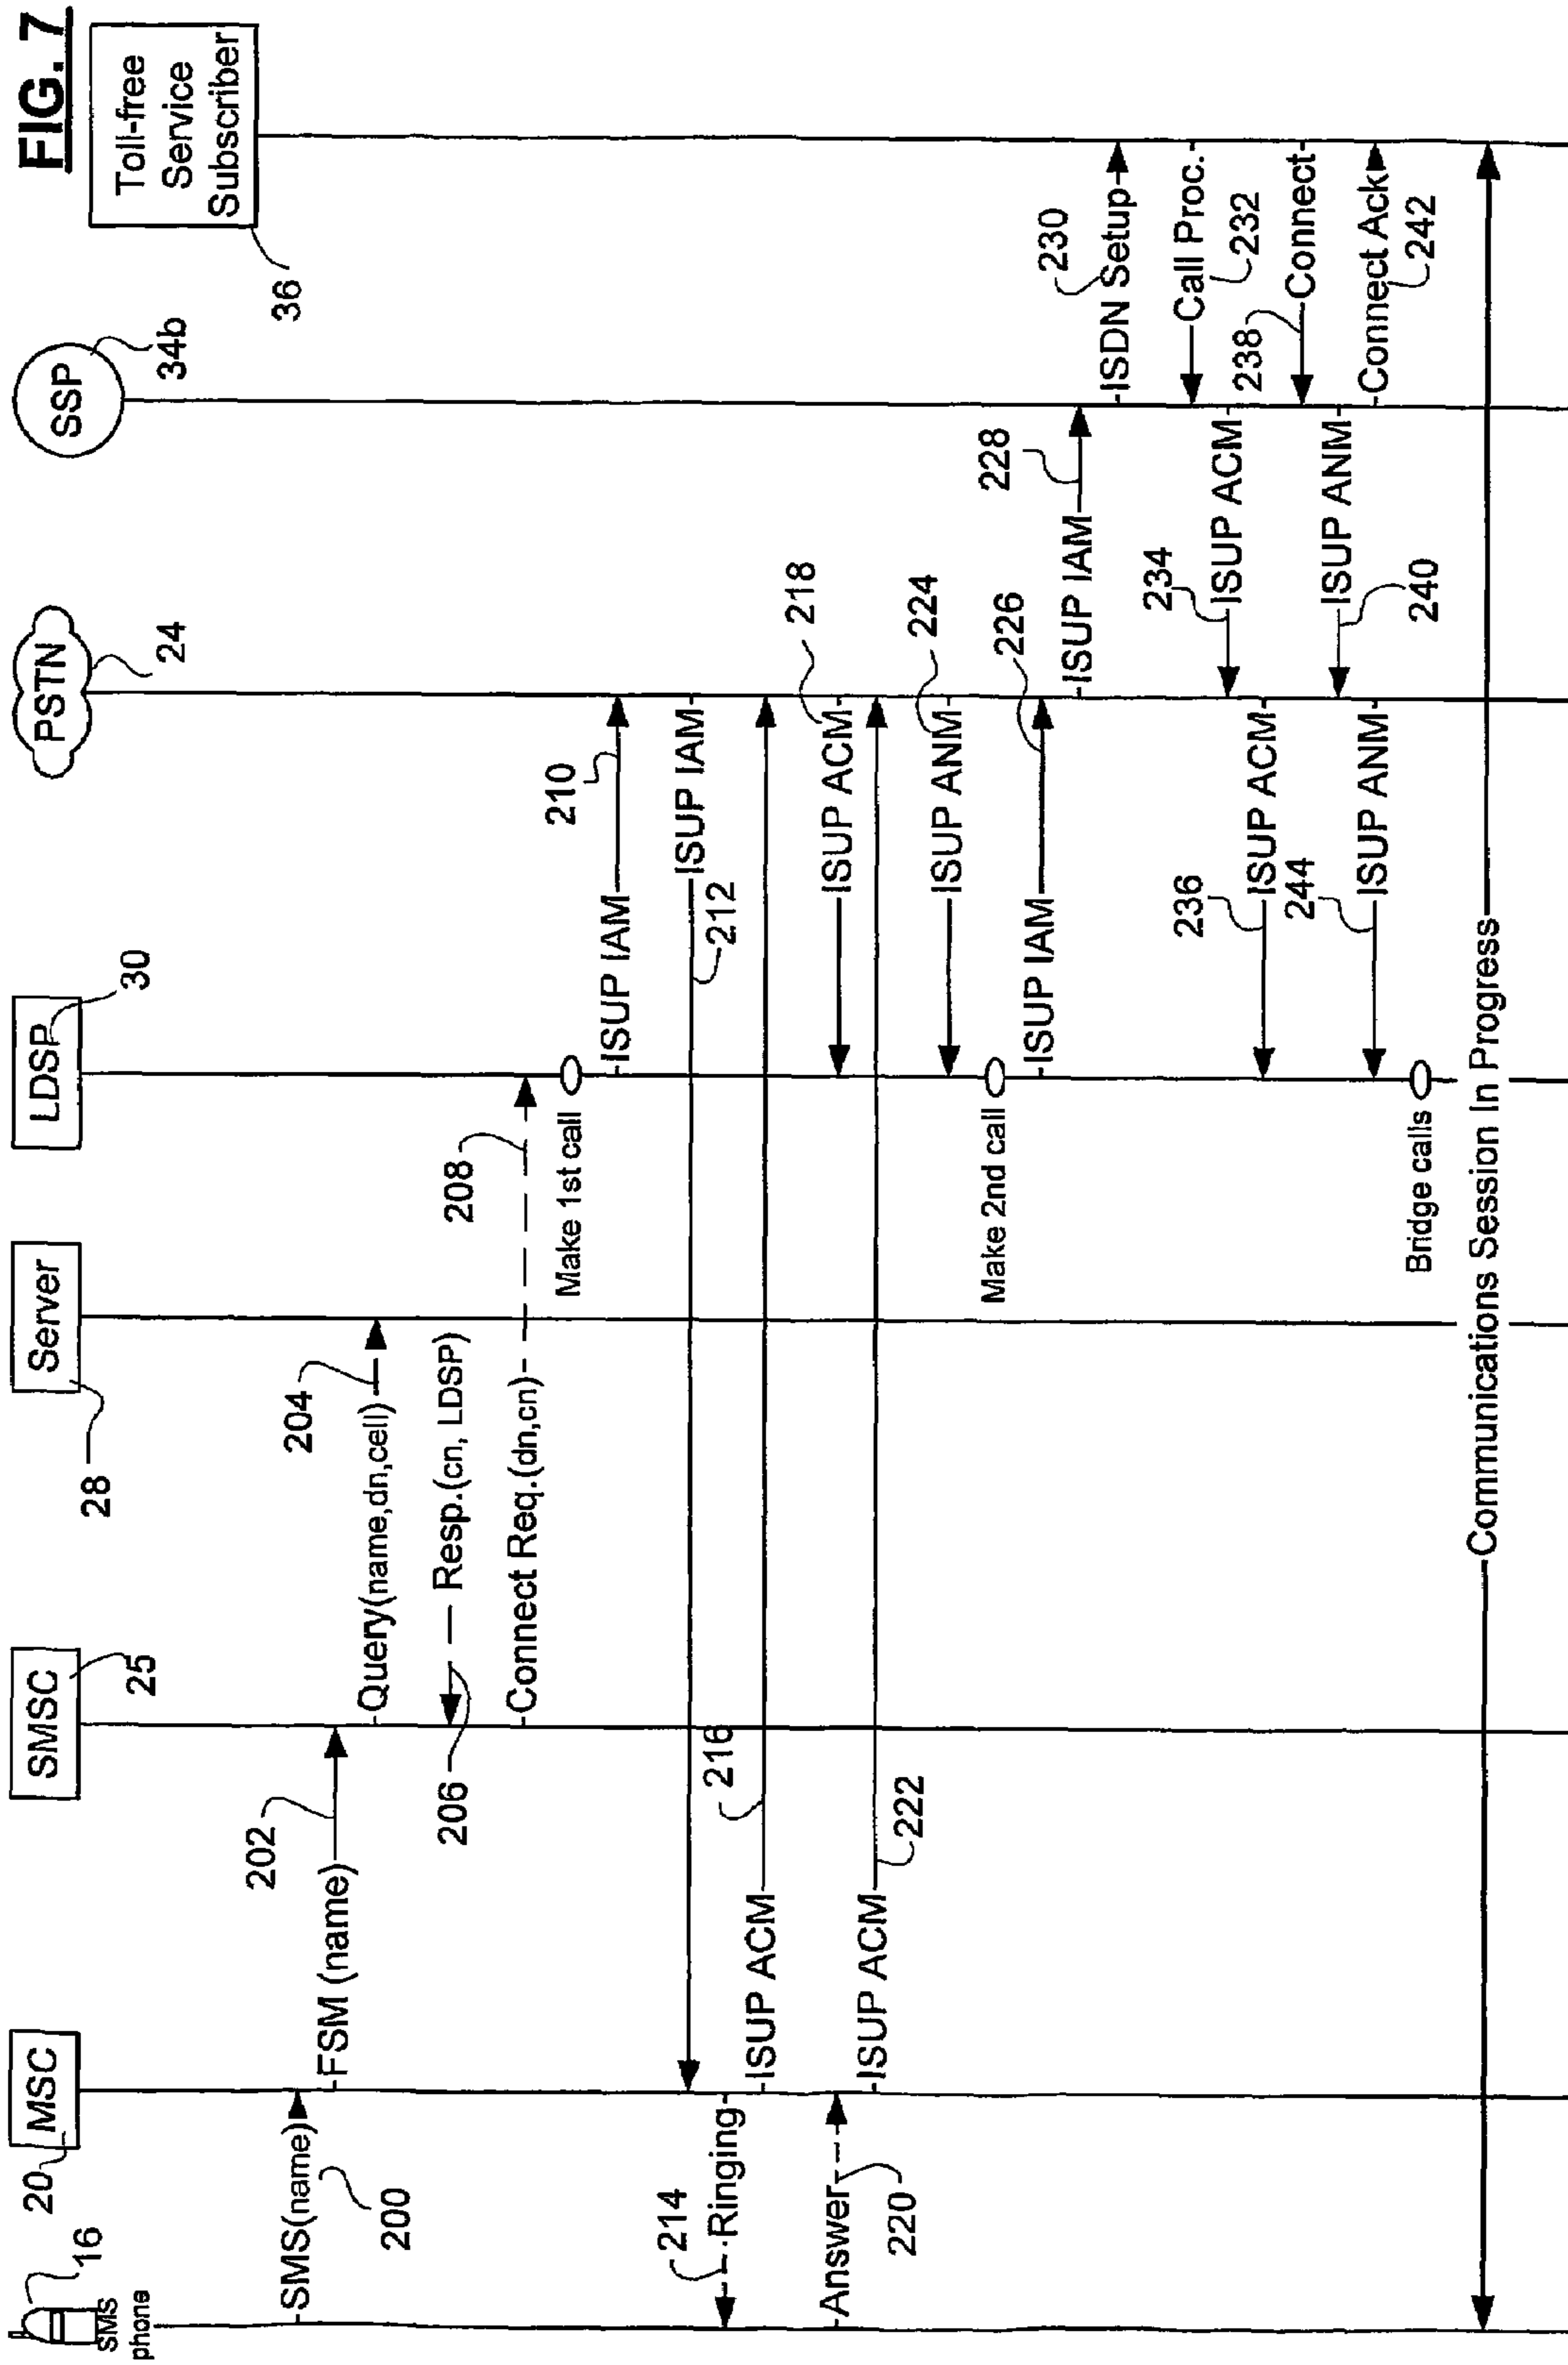 FIG. 7
SMS
phone
16
MSC
20
SMSC
25
Server
28
LDSP
30
PSTN
24
SSP
34b
Toll-free
Service
Subscriber
36
SMS(name)
200
FSM (name)
202
Query(name,dn,cell)
204
Resp.(cn, LDSP)
206
Connect Req.(dn,cn)
208
Make 1st call
ISUP IAM
210
ISUP IAM
212
Ringing
214
ISUP ACM
216
ISUP ACM
218
Answer
220
ISUP ACM
222
ISUP ANM
224
Make 2nd call
ISUP IAM
226
ISUP IAM
228
ISDN Setup
230
Call Proc.
232
ISUP ACM
234
ISUP ACM
236
Connect
238
ISUP ANM
240
Connect Ack
242
ISUP ANM
244
Bridge calls
Communications Session In Progress